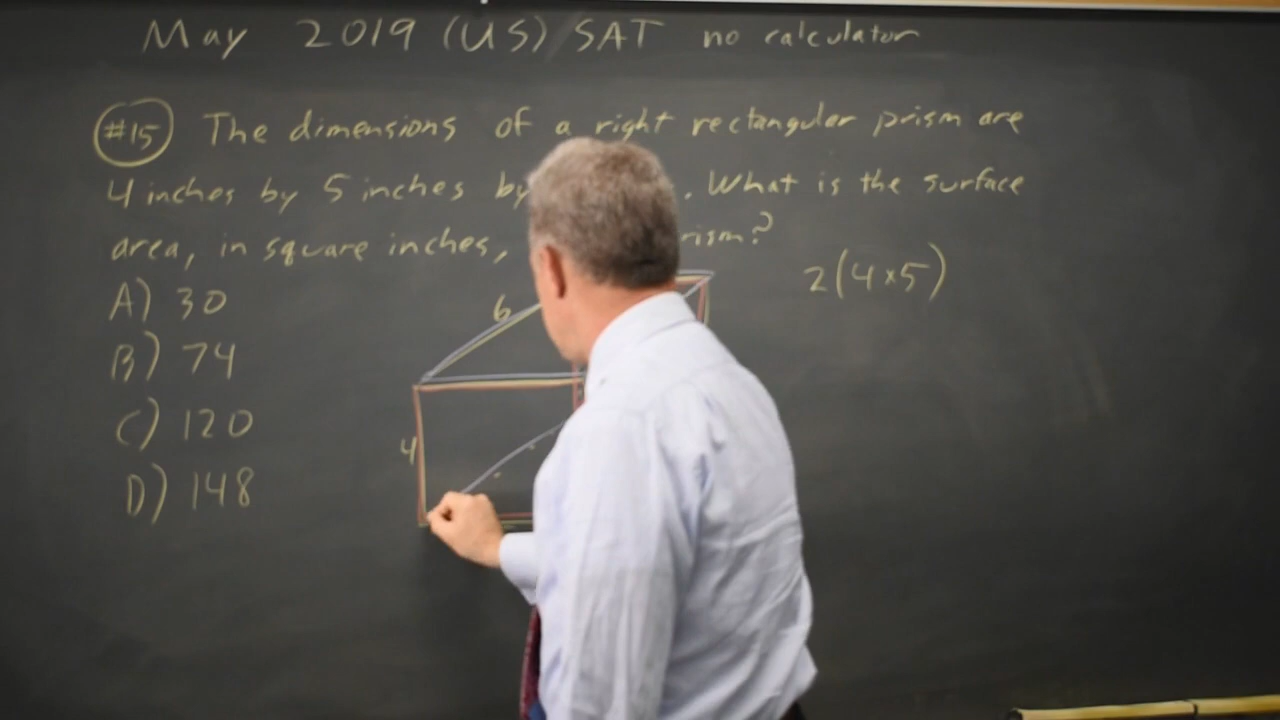 May 2019 (US) SAT no calculator
#15 The dimensions of a right rectangular prism are
4 inches by 5 inches by . What is the surface
area, in square inches, rism?
2(4×5)
A) 30
6
B) 74
C) 120
4
D) 148